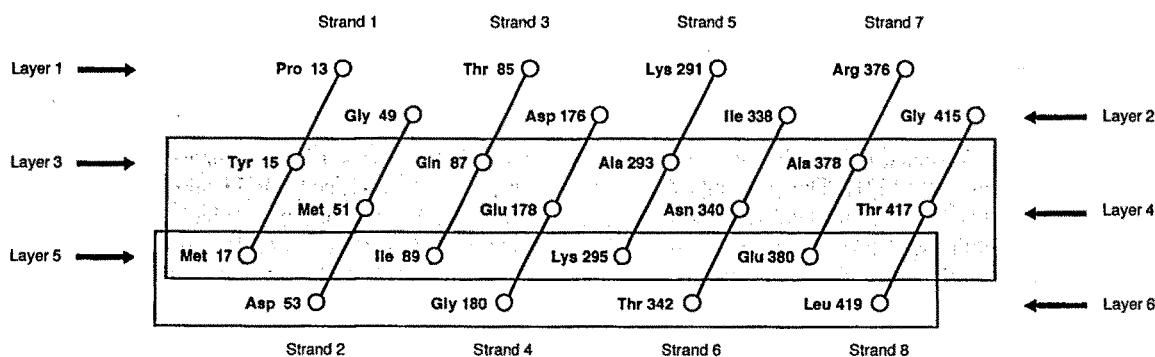 Strand 1 Strand 3 Strand 5 Strand 7
Layer 1 Pro 13 Thr 85 Lys 291 Arg 376
Gly 49 Asp 176 Ile 338 Gly 415 Layer 2
Layer 3 Tyr 15 Gln 87 Ala 293 Ala 378
Met 51 Glu 178 Asn 340 Thr 417 Layer 4
Layer 5 Met 17 Ile 89 Lys 295 Glu 380
Asp 53 Gly 180 Thr 342 Leu 419 Layer 6
Strand 2 Strand 4 Strand 6 Strand 8